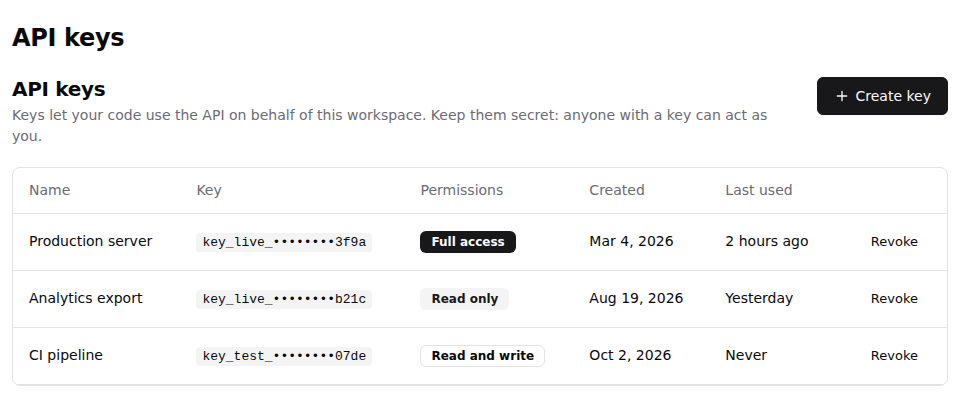 API keys
API keys
Keys let your code use the API on behalf of this workspace. Keep them secret: anyone with a key can act as
you.
+ Create key
Name Key Permissions Created Last used
Production server key_live_••••••••3f9a Full access Mar 4, 2026 2 hours ago Revoke
Analytics export key_live_••••••••b21c Read only Aug 19, 2026 Yesterday Revoke
CI pipeline key_test_••••••••07de Read and write Oct 2, 2026 Never Revoke